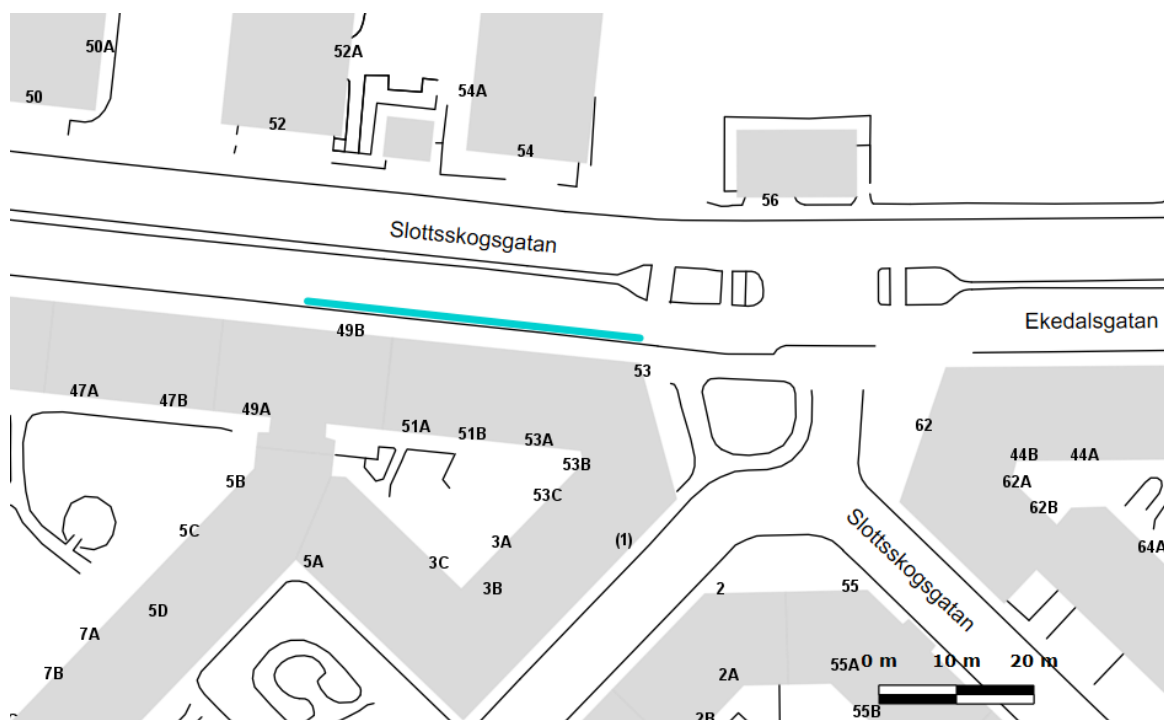 50A
52A
54A
50
52
54
56
Slottsskogsgatan
Ekedalsgatan
49B
53
47A
47B
49A
51A
51B
53A
53B
53C
62
44B
44A
62A
62B
5B
5C
5A
3A
3C
3B
(1)
Slottsskogsgatan
64A
5D
7A
7B
2
55
2A
55A
0 m 10 m 20 m
2B
55B